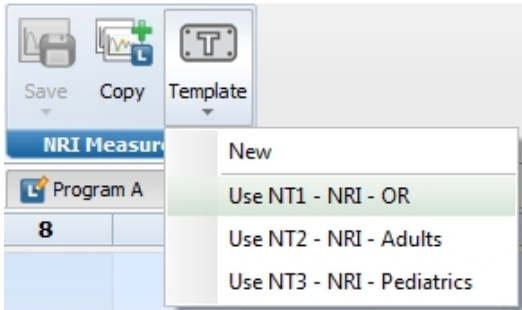 Save
Copy
Template
NRI Measur
New
Program A
Use NT1 - NRI - OR
8
Use NT2 - NRI - Adults
Use NT3 - NRI - Pediatrics